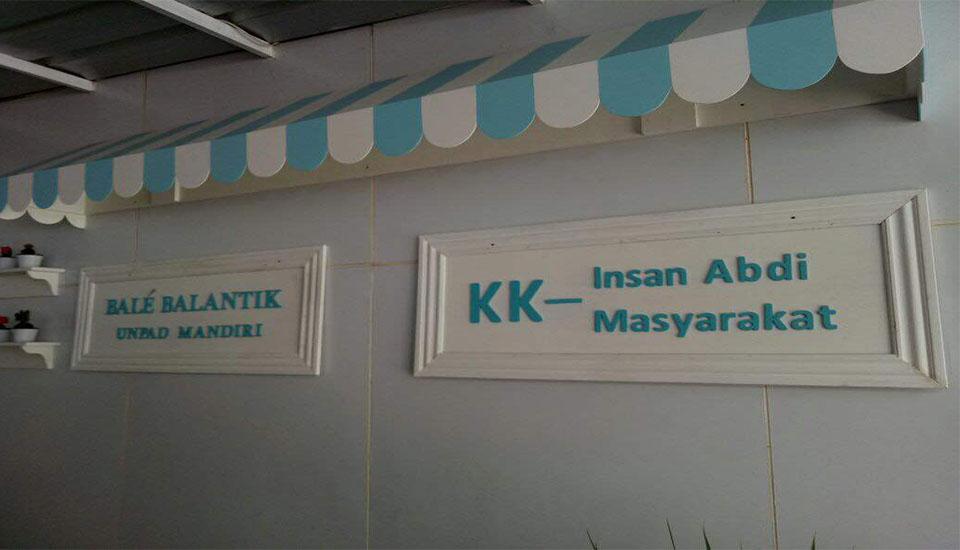 BALÉ BALANTIK
UNPAD MANDIRI
KK— Insan Abdi
Masyarakat